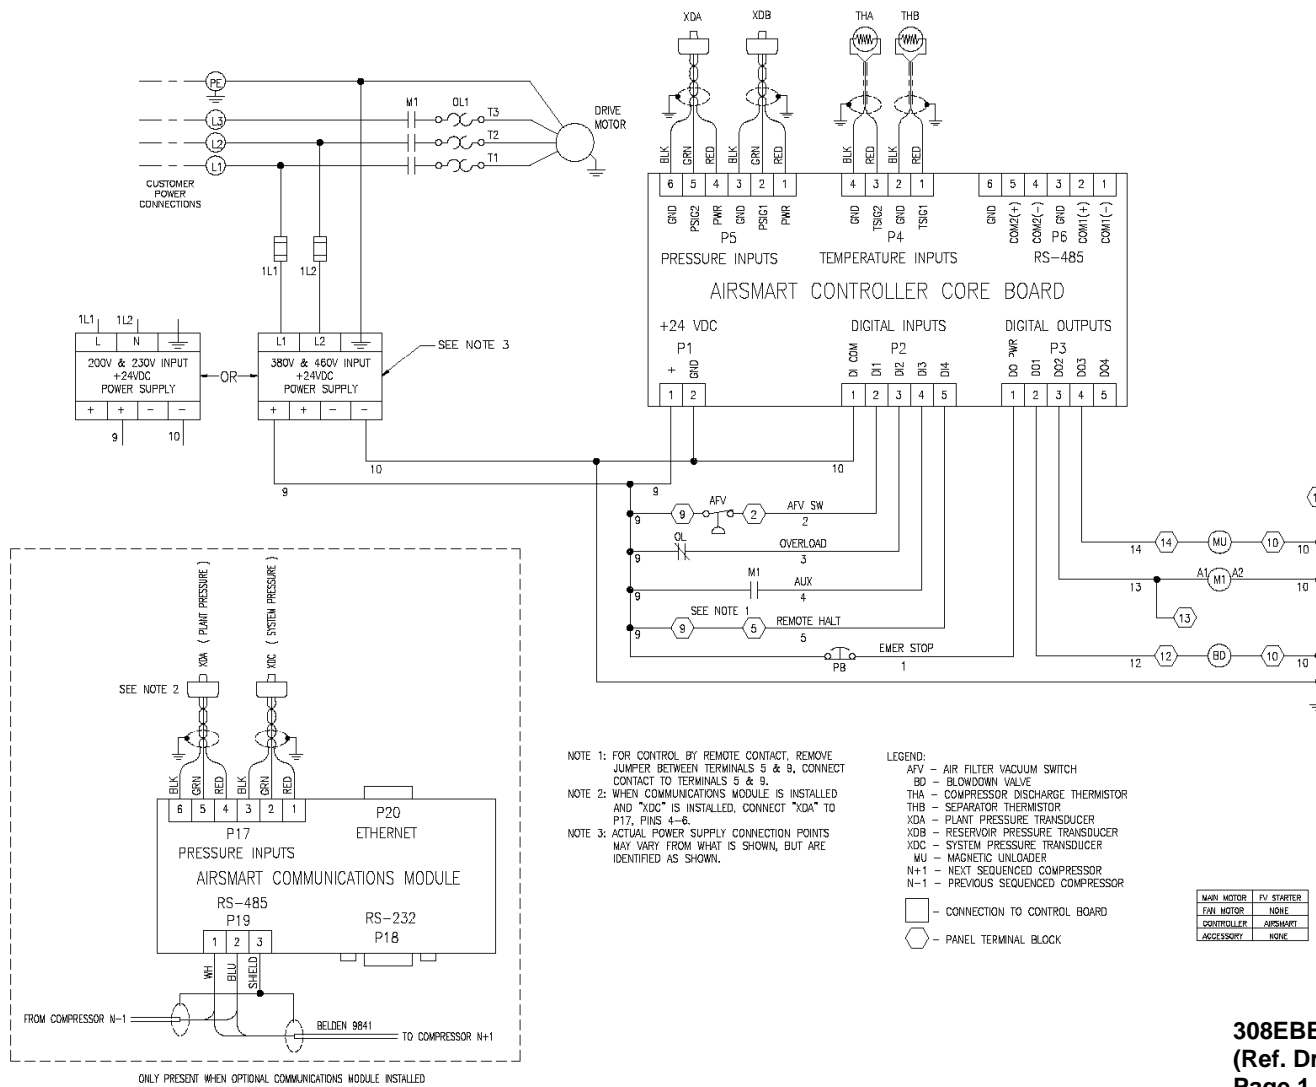 XDA
XDB
THA
THB
PE
L3
L2
L1
M1
OL1
T3
T2
T1
DRIVE
MOTOR
CUSTOMER
POWER
CONNECTIONS
BLK
GRN
RED
BLK
GRN
RED
BLK
RED
BLK
RED
6 5 4 3 2 1
4 3 2 1
6 5 4 3 2 1
GND
PSIG2
PWR
GND
PSIG1
PWR
GND
TSIG2
GND
TSIG1
GND
COM2(+)
COM2(-)
GND
COM1(+)
COM1(-)
P5
P4
P6
PRESSURE INPUTS
TEMPERATURE INPUTS
RS-485
AIRSMART CONTROLLER CORE BOARD
+24 VDC
DIGITAL INPUTS
DIGITAL OUTPUTS
P1
P2
P3
+
GND
DI COM
DI1
DI2
DI3
DI4
DO PWR
DO1
DO2
DO3
DO4
1 2
1 2 3 4 5
1 2 3 4 5
1L1
1L2
1L1
1L2
L N
L1 L2
200V & 230V INPUT
+24VDC
POWER SUPPLY
OR
380V & 460V INPUT
+24VDC
POWER SUPPLY
SEE NOTE 3
+ + - -
+ + - -
9
10
10
10
9
9
9
9
AFV
2
AFV SW
2
9
OL
OVERLOAD
3
9
M1
AUX
4
SEE NOTE 1
9
9
5
REMOTE HALT
5
PB
EMER STOP
1
14
14
MU
10
10
13
A1
M1
A2
10
13
12
12
BD
10
10
XDA ( PLANT PRESSURE )
XDC ( SYSTEM PRESSURE )
SEE NOTE 2
BLK
GRN
RED
BLK
GRN
RED
6 5 4 3 2 1
P17
PRESSURE INPUTS
P20
ETHERNET
AIRSMART COMMUNICATIONS MODULE
RS-485
P19
RS-232
P18
1 2 3
WH
BLU
SHIELD
FROM COMPRESSOR N-1
BELDEN 9841
TO COMPRESSOR N+1
ONLY PRESENT WHEN OPTIONAL COMMUNICATIONS MODULE INSTALLED
NOTE 1: FOR CONTROL BY REMOTE CONTACT, REMOVE
JUMPER BETWEEN TERMINALS 5 & 9, CONNECT
CONTACT TO TERMINALS 5 & 9.
NOTE 2: WHEN COMMUNICATIONS MODULE IS INSTALLED
AND "XDC" IS INSTALLED, CONNECT "XDA" TO
P17, PINS 4-6.
NOTE 3: ACTUAL POWER SUPPLY CONNECTION POINTS
MAY VARY FROM WHAT IS SHOWN, BUT ARE
IDENTIFIED AS SHOWN.
LEGEND:
AFV - AIR FILTER VACUUM SWITCH
BD - BLOWDOWN VALVE
THA - COMPRESSOR DISCHARGE THERMISTOR
THB - SEPARATOR THERMISTOR
XDA - PLANT PRESSURE TRANSDUCER
XDB - RESERVOIR PRESSURE TRANSDUCER
XDC - SYSTEM PRESSURE TRANSDUCER
MU - MAGNETIC UNLOADER
N+1 - NEXT SEQUENCED COMPRESSOR
N-1 - PREVIOUS SEQUENCED COMPRESSOR
- CONNECTION TO CONTROL BOARD
- PANEL TERMINAL BLOCK
MAIN MOTOR FV STARTER
FAN MOTOR NONE
CONTROLLER AIRSMART
ACCESSORY NONE
308EBE
(Ref. Dr
Page 1